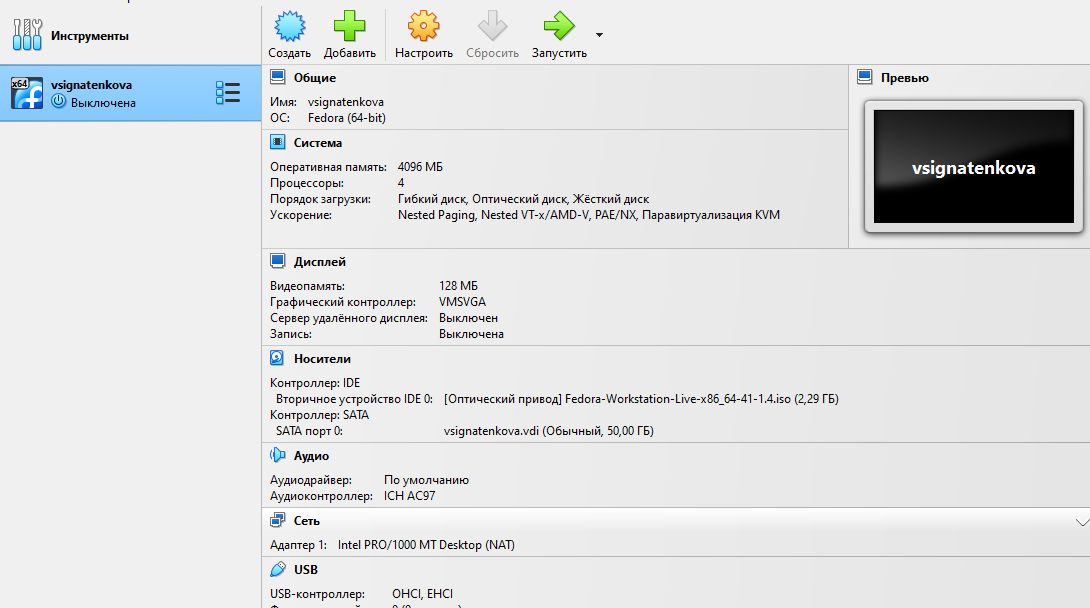 Инструменты
Создать Добавить Настроить Сбросить Запустить
x64
vsignatenkova
Выключена
Общие
Имя: vsignatenkova
ОС: Fedora (64-bit)
Превью
vsignatenkova
Система
Оперативная память: 4096 МБ
Процессоры: 4
Порядок загрузки: Гибкий диск, Оптический диск, Жёсткий диск
Ускорение: Nested Paging, Nested VT-x/AMD-V, PAE/NX, Паравиртуализация KVM
Дисплей
Видеопамять: 128 МБ
Графический контроллер: VMSVGA
Сервер удалённого дисплея: Выключен
Запись: Выключена
Носители
Контроллер: IDE
Вторичное устройство IDE 0: [Оптический привод] Fedora-Workstation-Live-x86_64-41-1.4.iso (2,29 ГБ)
Контроллер: SATA
SATA порт 0: vsignatenkova.vdi (Обычный, 50,00 ГБ)
Аудио
Аудиодрайвер: По умолчанию
Аудиоконтроллер: ICH AC97
Сеть
Адаптер 1: Intel PRO/1000 MT Desktop (NAT)
USB
USB-контроллер: OHCI, EHCI